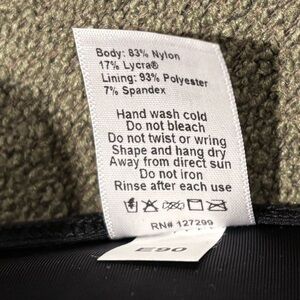 Body: 83% Nylon
17% Lycra®
Lining: 93% Polyester
7% Spandex
Hand wash cold
Do not bleach
Do not twist or wring
Shape and hang dry
Away from direct sun
Do not iron
Rinse after each use
RN# 127299
E90